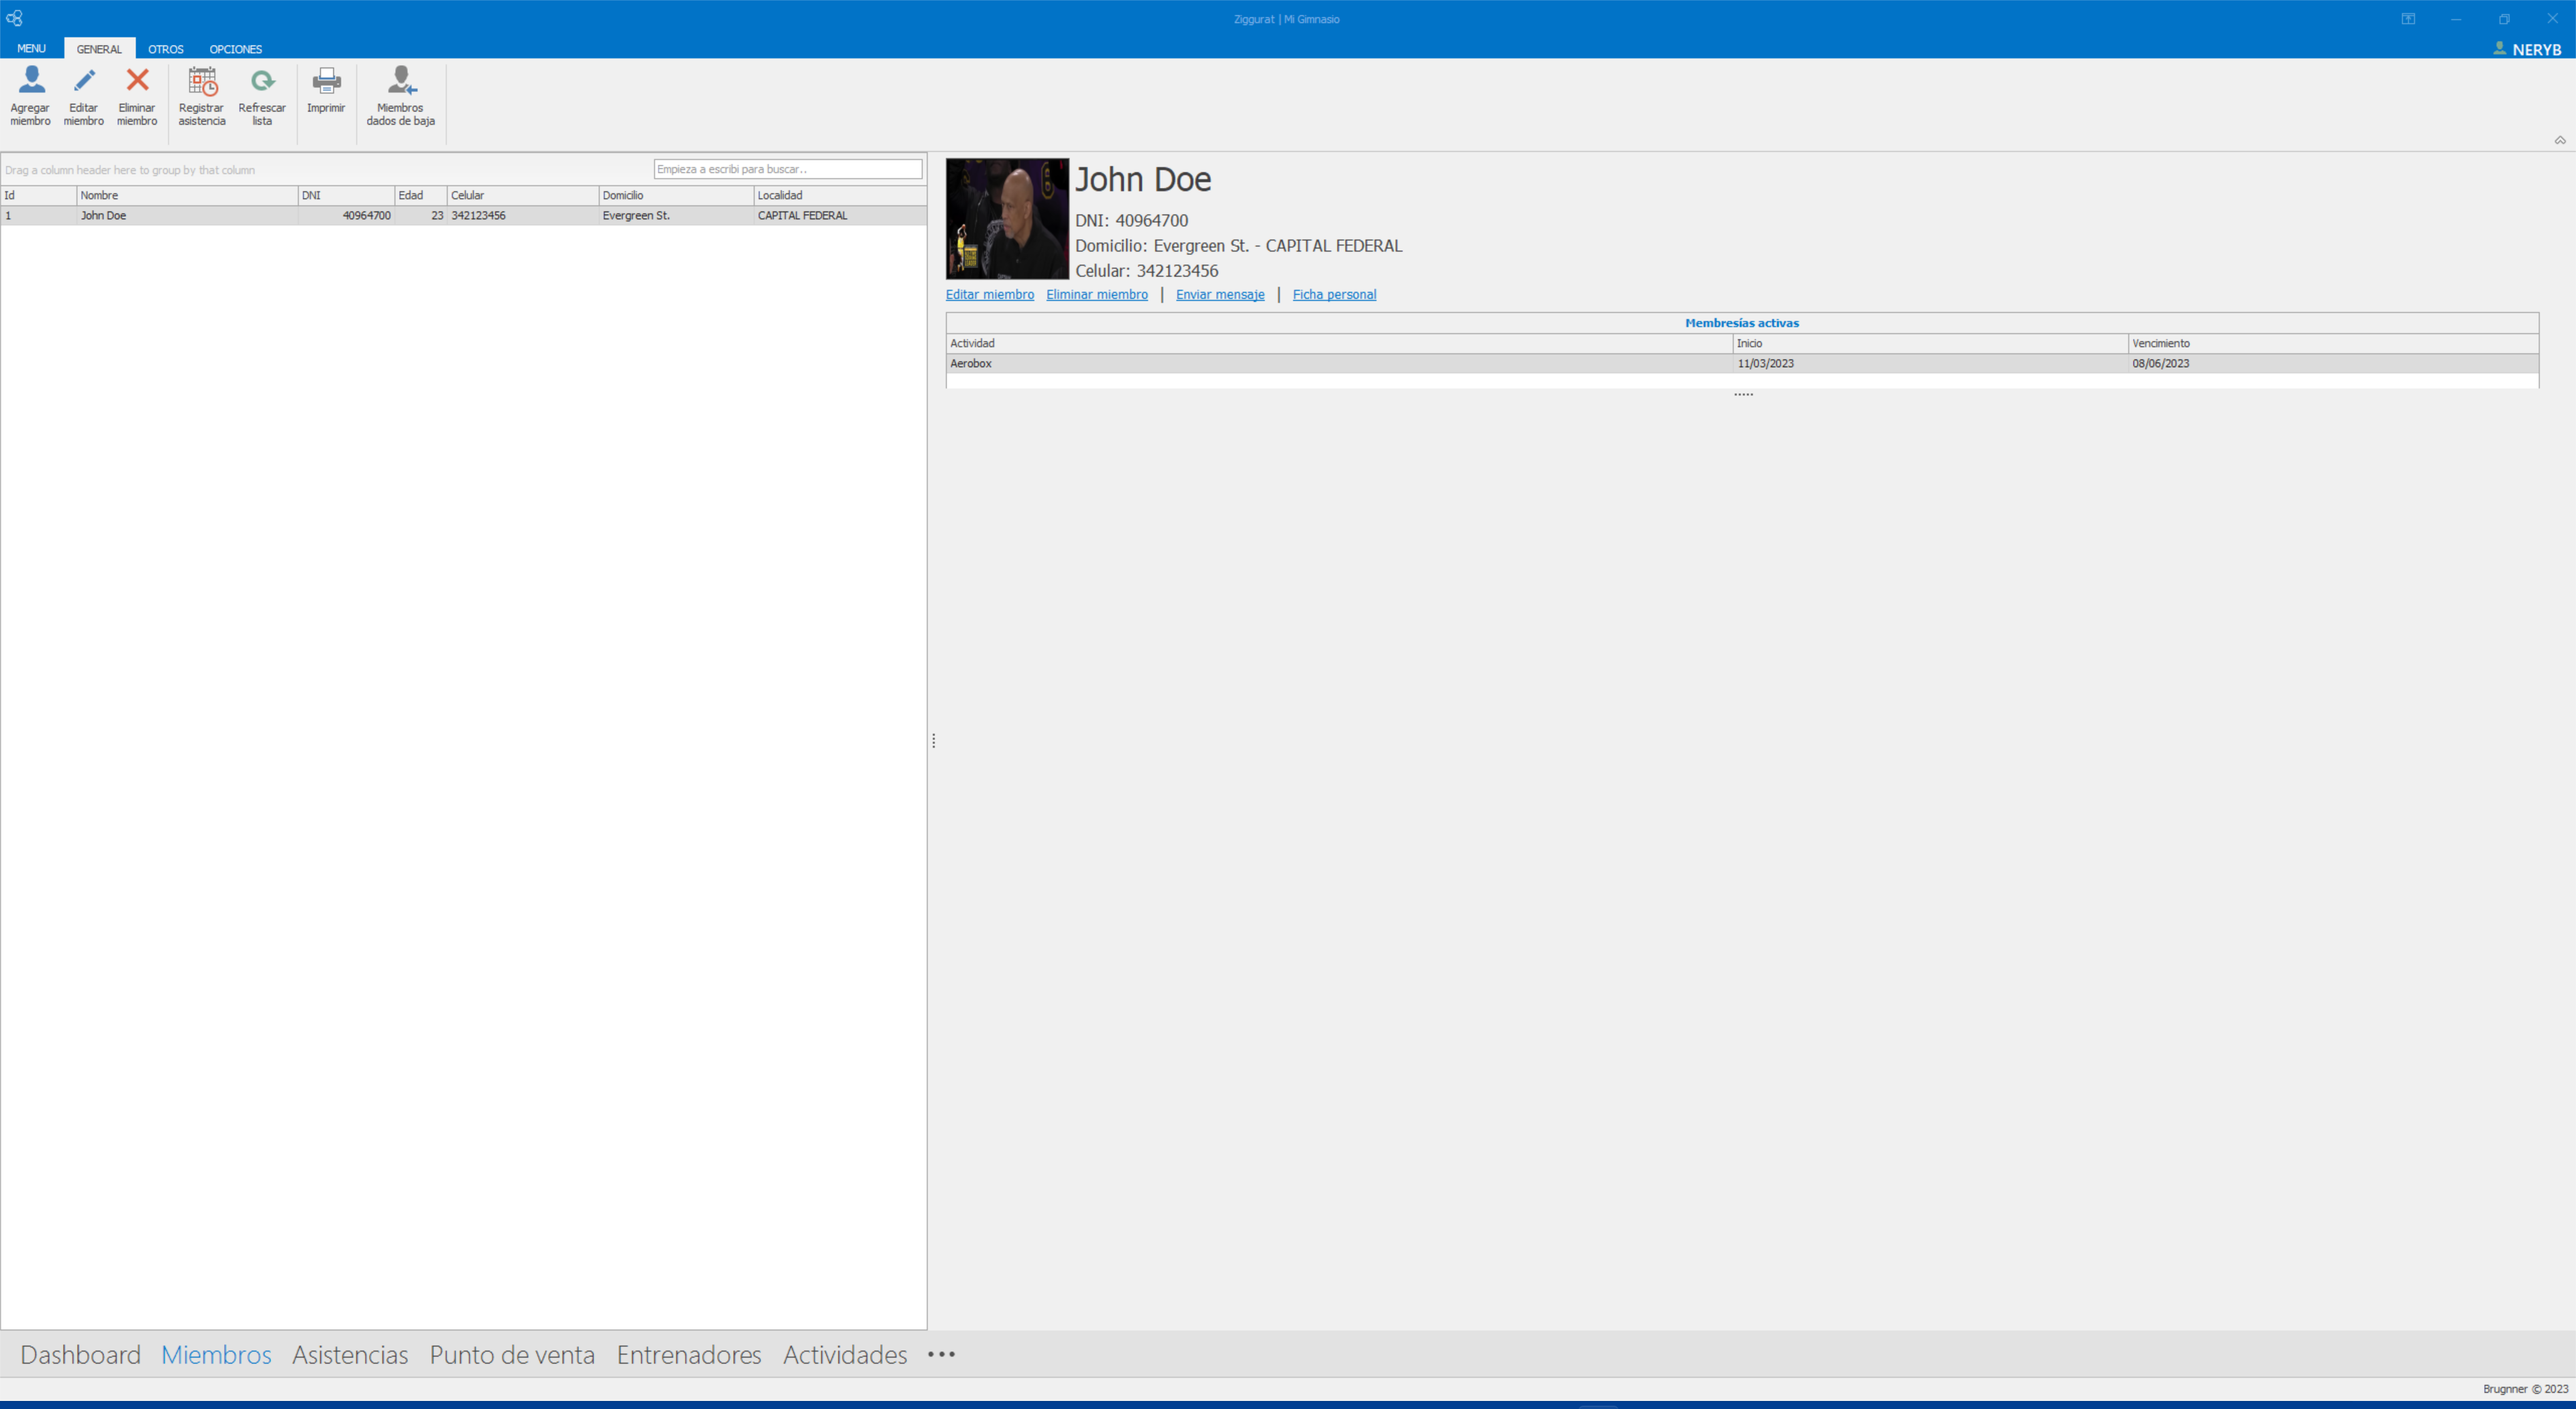 Ziggurat | Mi Gimnasio
MENU GENERAL OTROS OPCIONES NERYB
Agregar miembro
Editar miembro
Eliminar miembro
Registrar asistencia
Refrescar lista
Imprimir
Miembros dados de baja
Drag a column header here to group by that column
Empieza a escribi para buscar..
Id Nombre DNI Edad Celular Domicilio Localidad
1 John Doe 40964700 23 342123456 Evergreen St. CAPITAL FEDERAL
John Doe
DNI: 40964700
Domicilio: Evergreen St. - CAPITAL FEDERAL
Celular: 342123456
Editar miembro Eliminar miembro | Enviar mensaje | Ficha personal
Membresías activas
Actividad Inicio Vencimiento
Aerobox 11/03/2023 08/06/2023
Dashboard Miembros Asistencias Punto de venta Entrenadores Actividades •••
Brugnner © 2023